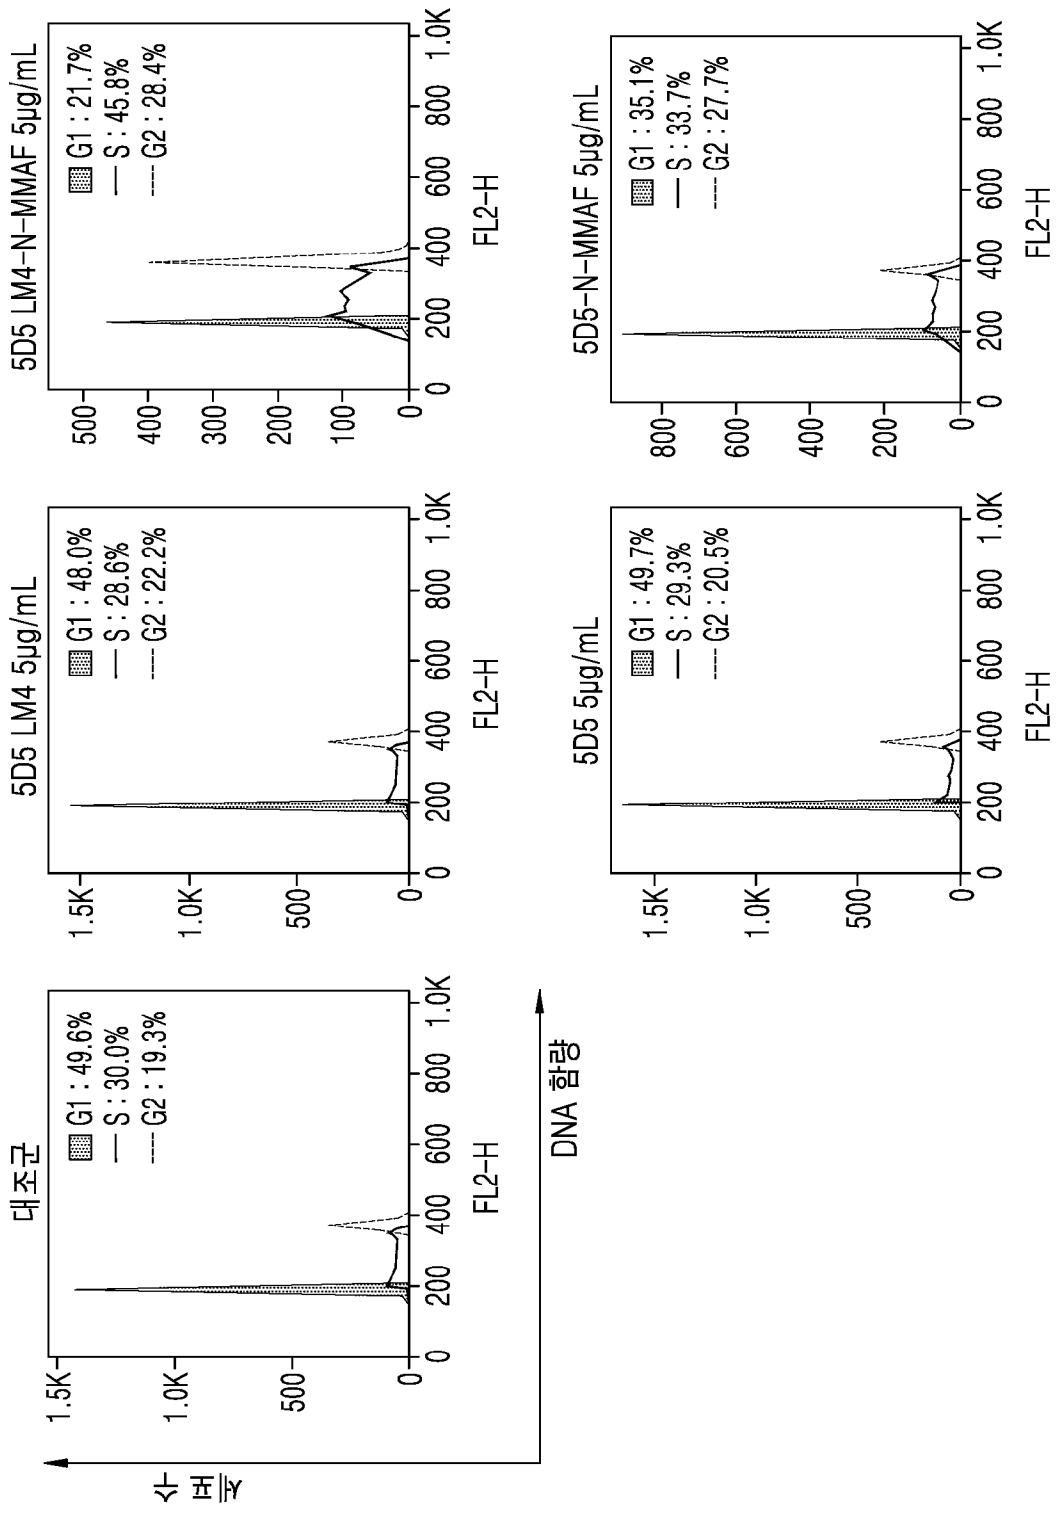 대조군
G1 : 49.6%
S : 30.0%
G2 : 19.3%
1.5K
1.0K
500
0
0 200 400 600 800 1.0K
FL2-H
5D5 LM4 5µg/mL
G1 : 48.0%
S : 28.6%
G2 : 22.2%
1.5K
1.0K
500
0
0 200 400 600 800 1.0K
FL2-H
5D5 LM4-N-MMAF 5µg/mL
G1 : 21.7%
S : 45.8%
G2 : 28.4%
500
400
300
200
100
0
0 200 400 600 800 1.0K
FL2-H
세포 수
DNA 함량
5D5 5µg/mL
G1 : 49.7%
S : 29.3%
G2 : 20.5%
1.5K
1.0K
500
0
0 200 400 600 800 1.0K
FL2-H
5D5-N-MMAF 5µg/mL
G1 : 35.1%
S : 33.7%
G2 : 27.7%
800
600
400
200
0
0 200 400 600 800 1.0K
FL2-H